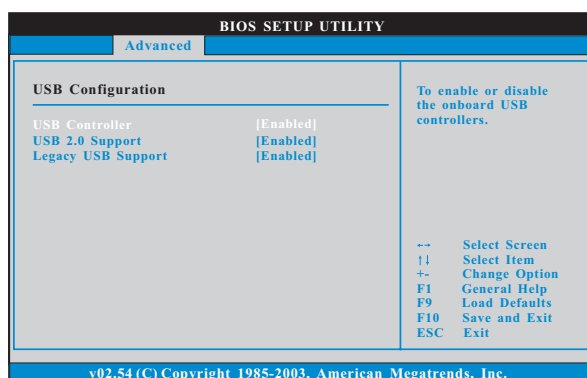 BIOS SETUP UTILITY
Advanced
USB Configuration
USB Controller [Enabled]
USB 2.0 Support [Enabled]
Legacy USB Support [Enabled]
To enable or disable
the onboard USB
controllers.
←→ Select Screen
↑↓ Select Item
+- Change Option
F1 General Help
F9 Load Defaults
F10 Save and Exit
ESC Exit
v02.54 (C) Copyright 1985-2003, American Megatrends, Inc.